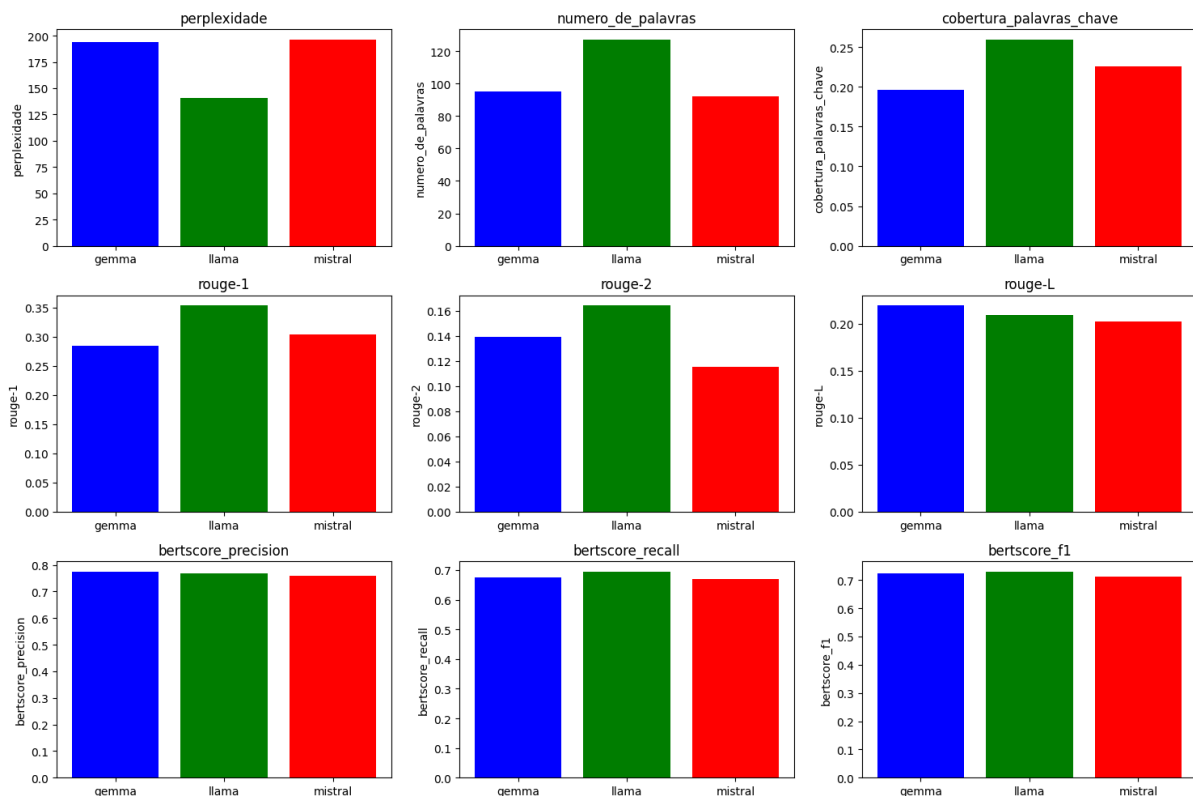 perplexidade
numero_de_palavras
cobertura_palavras_chave
perplexidade
200
175
150
125
100
75
50
25
0
gemma llama mistral
numero_de_palavras
120
100
80
60
40
20
0
gemma llama mistral
cobertura_palavras_chave
0.25
0.20
0.15
0.10
0.05
0.00
gemma llama mistral
rouge-1
rouge-2
rouge-L
rouge-1
0.35
0.30
0.25
0.20
0.15
0.10
0.05
0.00
gemma llama mistral
rouge-2
0.16
0.14
0.12
0.10
0.08
0.06
0.04
0.02
0.00
gemma llama mistral
rouge-L
0.20
0.15
0.10
0.05
0.00
gemma llama mistral
bertscore_precision
bertscore_recall
bertscore_f1
bertscore_precision
0.8
0.7
0.6
0.5
0.4
0.3
0.2
0.1
0.0
gemma llama mistral
bertscore_recall
0.7
0.6
0.5
0.4
0.3
0.2
0.1
0.0
gemma llama mistral
bertscore_f1
0.7
0.6
0.5
0.4
0.3
0.2
0.1
0.0
gemma llama mistral